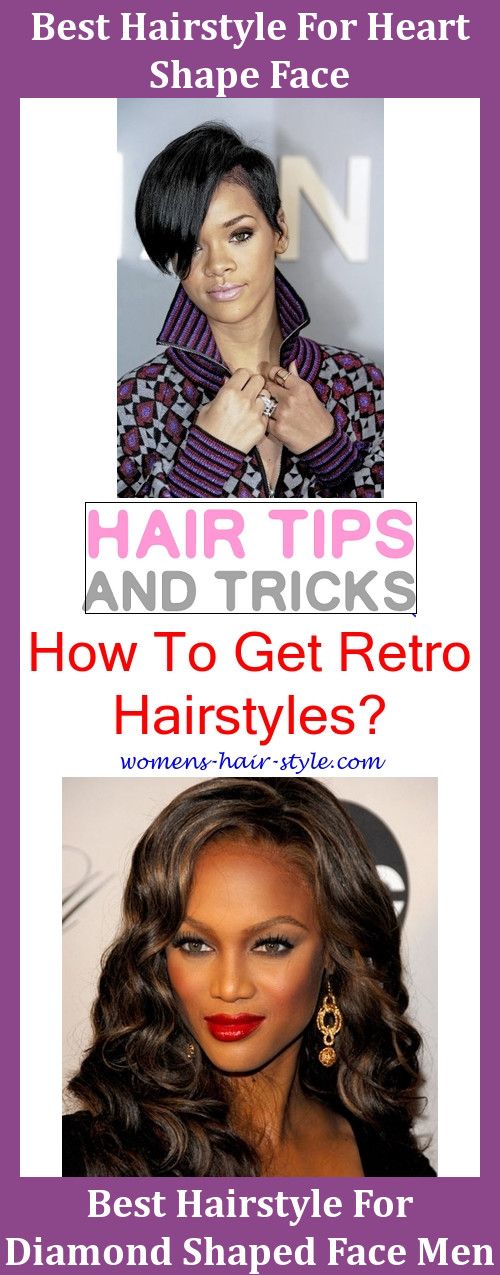 Best Hairstyle For Heart
Shape Face
HAIR TIPS
AND TRICKS
How To Get Retro
Hairstyles?
womens-hair-style.com
Best Hairstyle For
Diamond Shaped Face Men